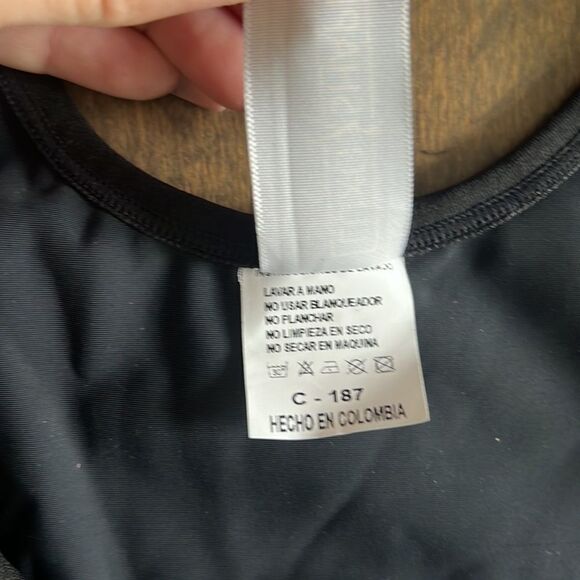 LAVAR A MANO
NO USAR BLANQUEADOR
NO PLANCHAR
NO LIMPIEZA EN SECO
NO SECAR EN MAQUINA
30°
C - 187
HECHO EN COLOMBIA